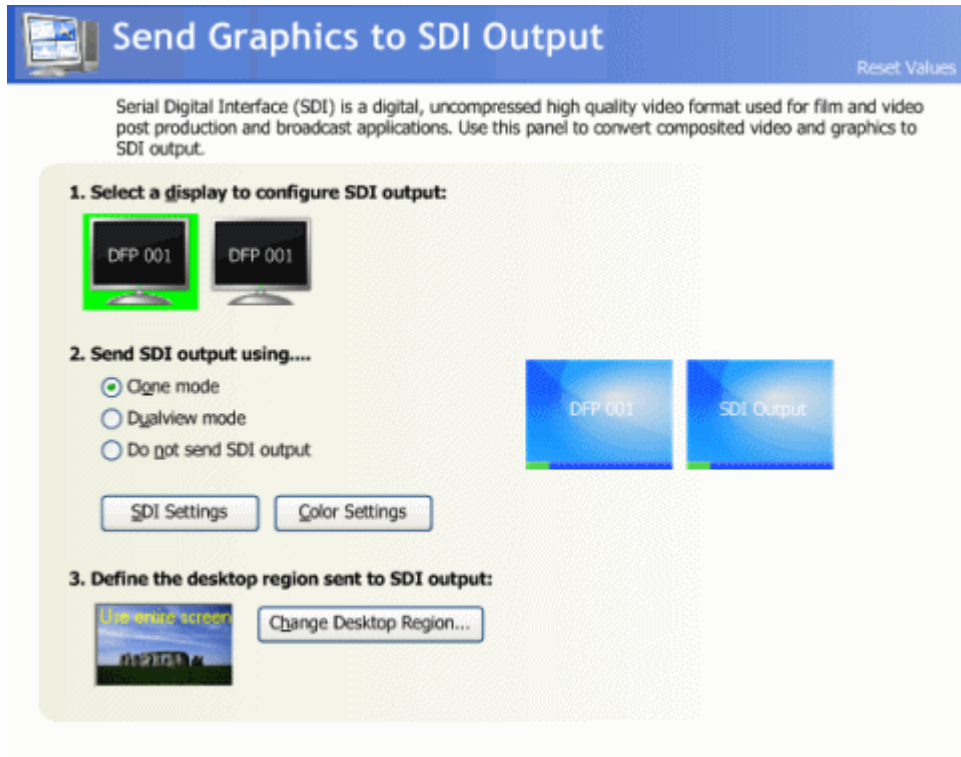 Send Graphics to SDI Output
Reset Values
Serial Digital Interface (SDI) is a digital, uncompressed high quality video format used for film and video
post production and broadcast applications. Use this panel to convert composited video and graphics to
SDI output.
1. Select a display to configure SDI output:
DFP 001
DFP 001
2. Send SDI output using....
Clone mode
Dualview mode
Do not send SDI output
DFP 001
SDI Output
SDI Settings
Color Settings
3. Define the desktop region sent to SDI output:
Use entire screen
Change Desktop Region...